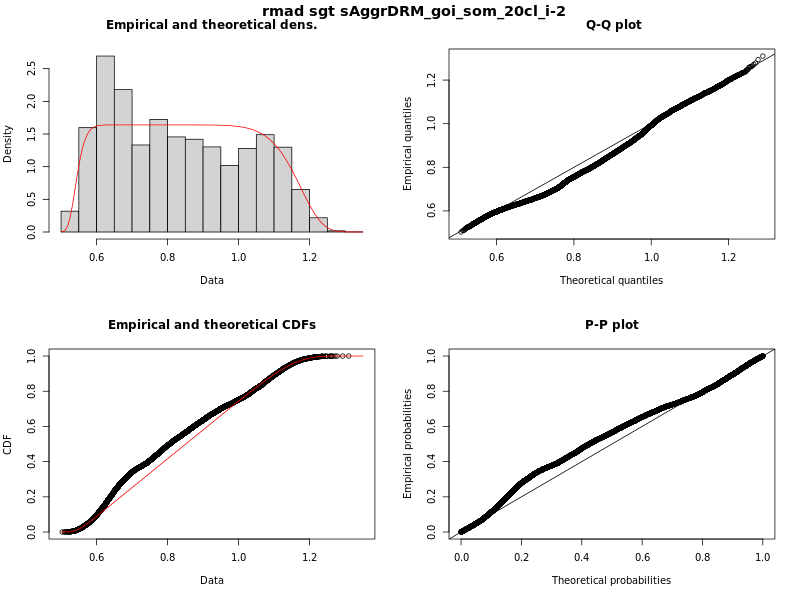 rmad sgt sAggrDRM_goi_som_20cl_i-2
Empirical and theoretical dens.
Density
0.0 0.5 1.0 1.5 2.0 2.5
0.6 0.8 1.0 1.2
Data
Q-Q plot
Empirical quantiles
0.6 0.8 1.0 1.2
0.6 0.8 1.0 1.2
Theoretical quantiles
Empirical and theoretical CDFs
CDF
0.0 0.2 0.4 0.6 0.8 1.0
0.6 0.8 1.0 1.2
Data
P-P plot
Empirical probabilities
0.0 0.2 0.4 0.6 0.8 1.0
0.0 0.2 0.4 0.6 0.8 1.0
Theoretical probabilities